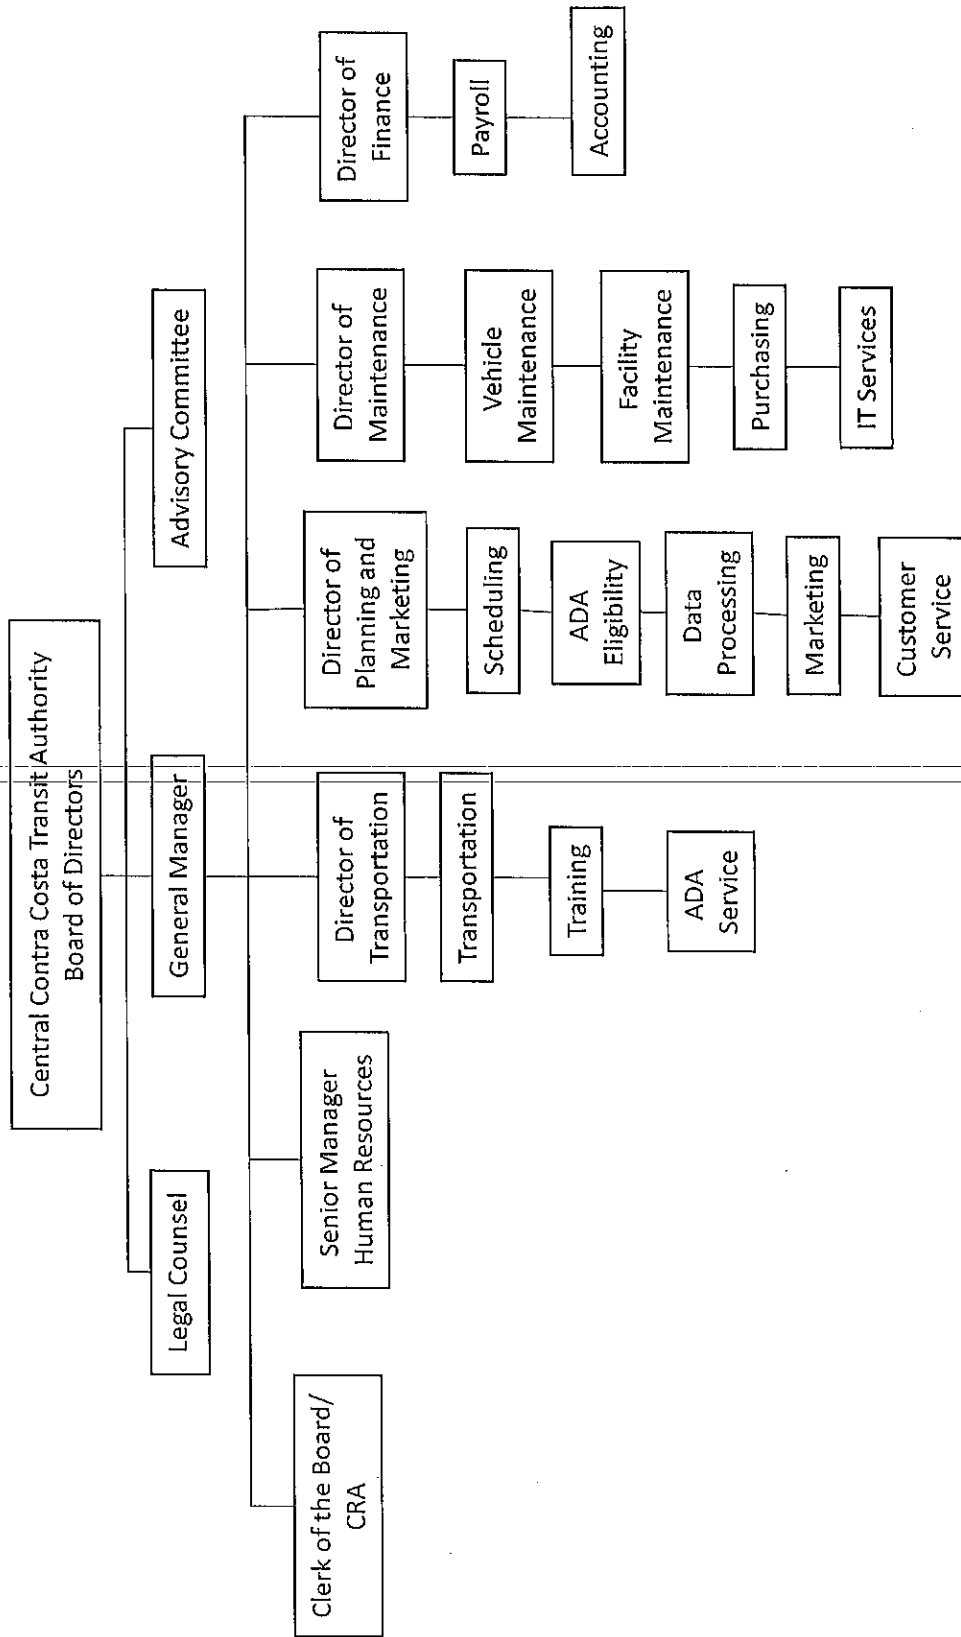 Central Contra Costa Transit Authority
Board of Directors
Legal Counsel
General Manager
Advisory Committee
Clerk of the Board/
CRA
Senior Manager
Human Resources
Director of
Transportation
Transportation
Training
ADA
Service
Director of
Planning and
Marketing
Scheduling
ADA
Eligibility
Data
Processing
Marketing
Customer
Service
Director of
Maintenance
Vehicle
Maintenance
Facility
Maintenance
Purchasing
IT Services
Director of
Finance
Payroll
Accounting